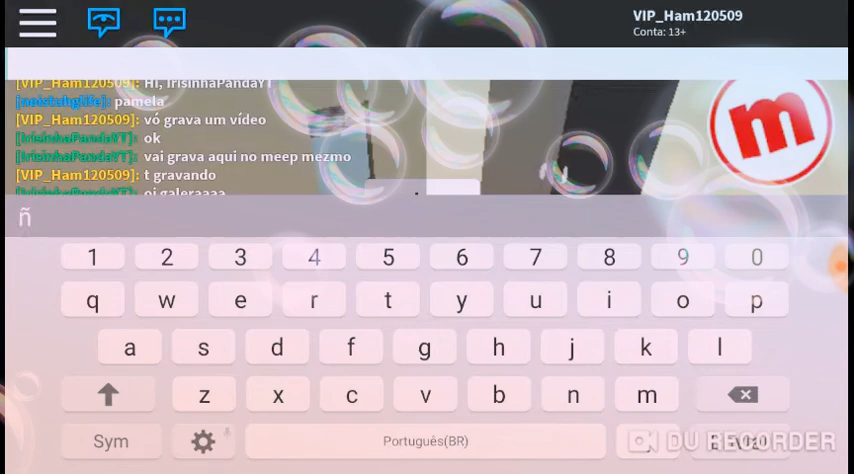 VIP_Ham120509
Conta: 13+
[VIP_Ham120509]: Hi, IrisinhaPandaYT
pamela
[VIP_Ham120509]: vó grava um vídeo
[IrisinhaPandaYT]: ok
[IrisinhaPandaYT]: vai grava aqui no meep mezmo
[VIP_Ham120509]: t gravando
[IrisinhaPandaYT]: oi galeraaaa
m
ñ
1 2 3 4 5 6 7 8 9 0
q w e r t y u i o p
a s d f g h j k l
z x c v b n m
Sym Português(BR)
DU RECORDER